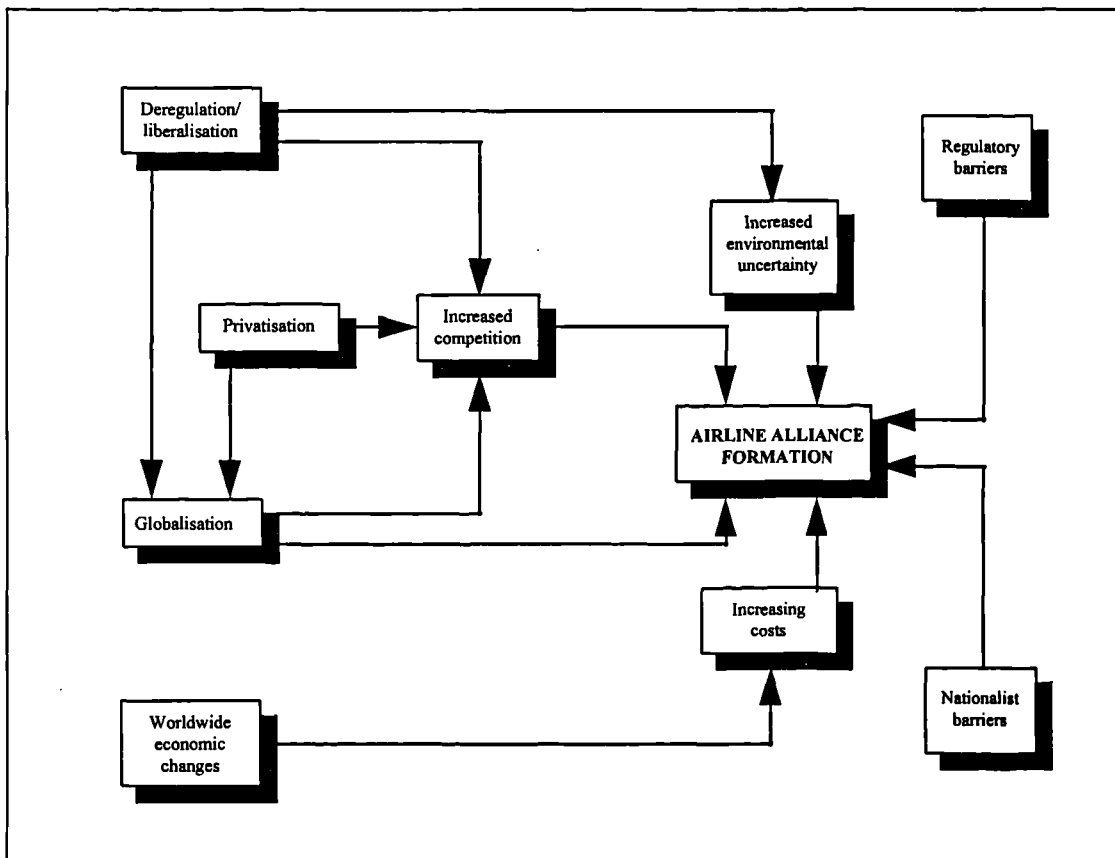 Deregulation/
liberalisation
Regulatory
barriers
Increased
environmental
uncertainty
Privatisation
Increased
competition
AIRLINE ALLIANCE
FORMATION
Globalisation
Increasing
costs
Worldwide
economic
changes
Nationalist
barriers